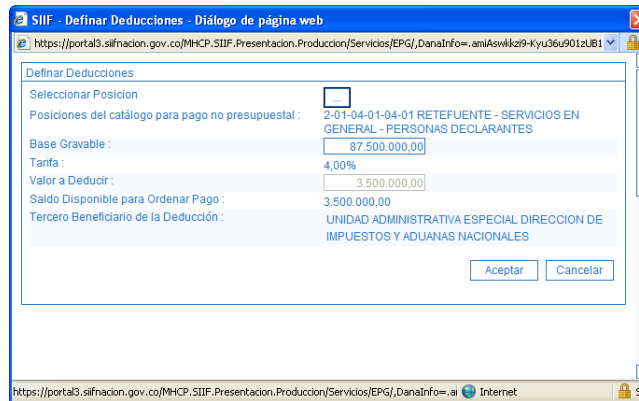 SIIF - Definar Deducciones - Diálogo de página web
https://portal3.siifnacion.gov.co/MHCP.SIIF.Presentacion.Produccion/Servicios/EPG/,DanaInfo=.amiAswkkzi9-Kyu36u901zUB1
Definar Deducciones
Seleccionar Posicion
...
Posiciones del catálogo para pago no presupuestal :
2-01-04-01-04-01 RETEFUENTE - SERVICIOS EN
GENERAL - PERSONAS DECLARANTES
Base Gravable :
87.500.000,00
Tarifa :
4,00%
Valor a Deducir :
3.500.000,00
Saldo Disponible para Ordenar Pago :
3.500.000,00
Tercero Beneficiario de la Deducción :
UNIDAD ADMINISTRATIVA ESPECIAL DIRECCION DE
IMPUESTOS Y ADUANAS NACIONALES
Aceptar
Cancelar
https://portal3.siifnacion.gov.co/MHCP.SIIF.Presentacion.Produccion/Servicios/EPG/,DanaInfo=.ai
Internet